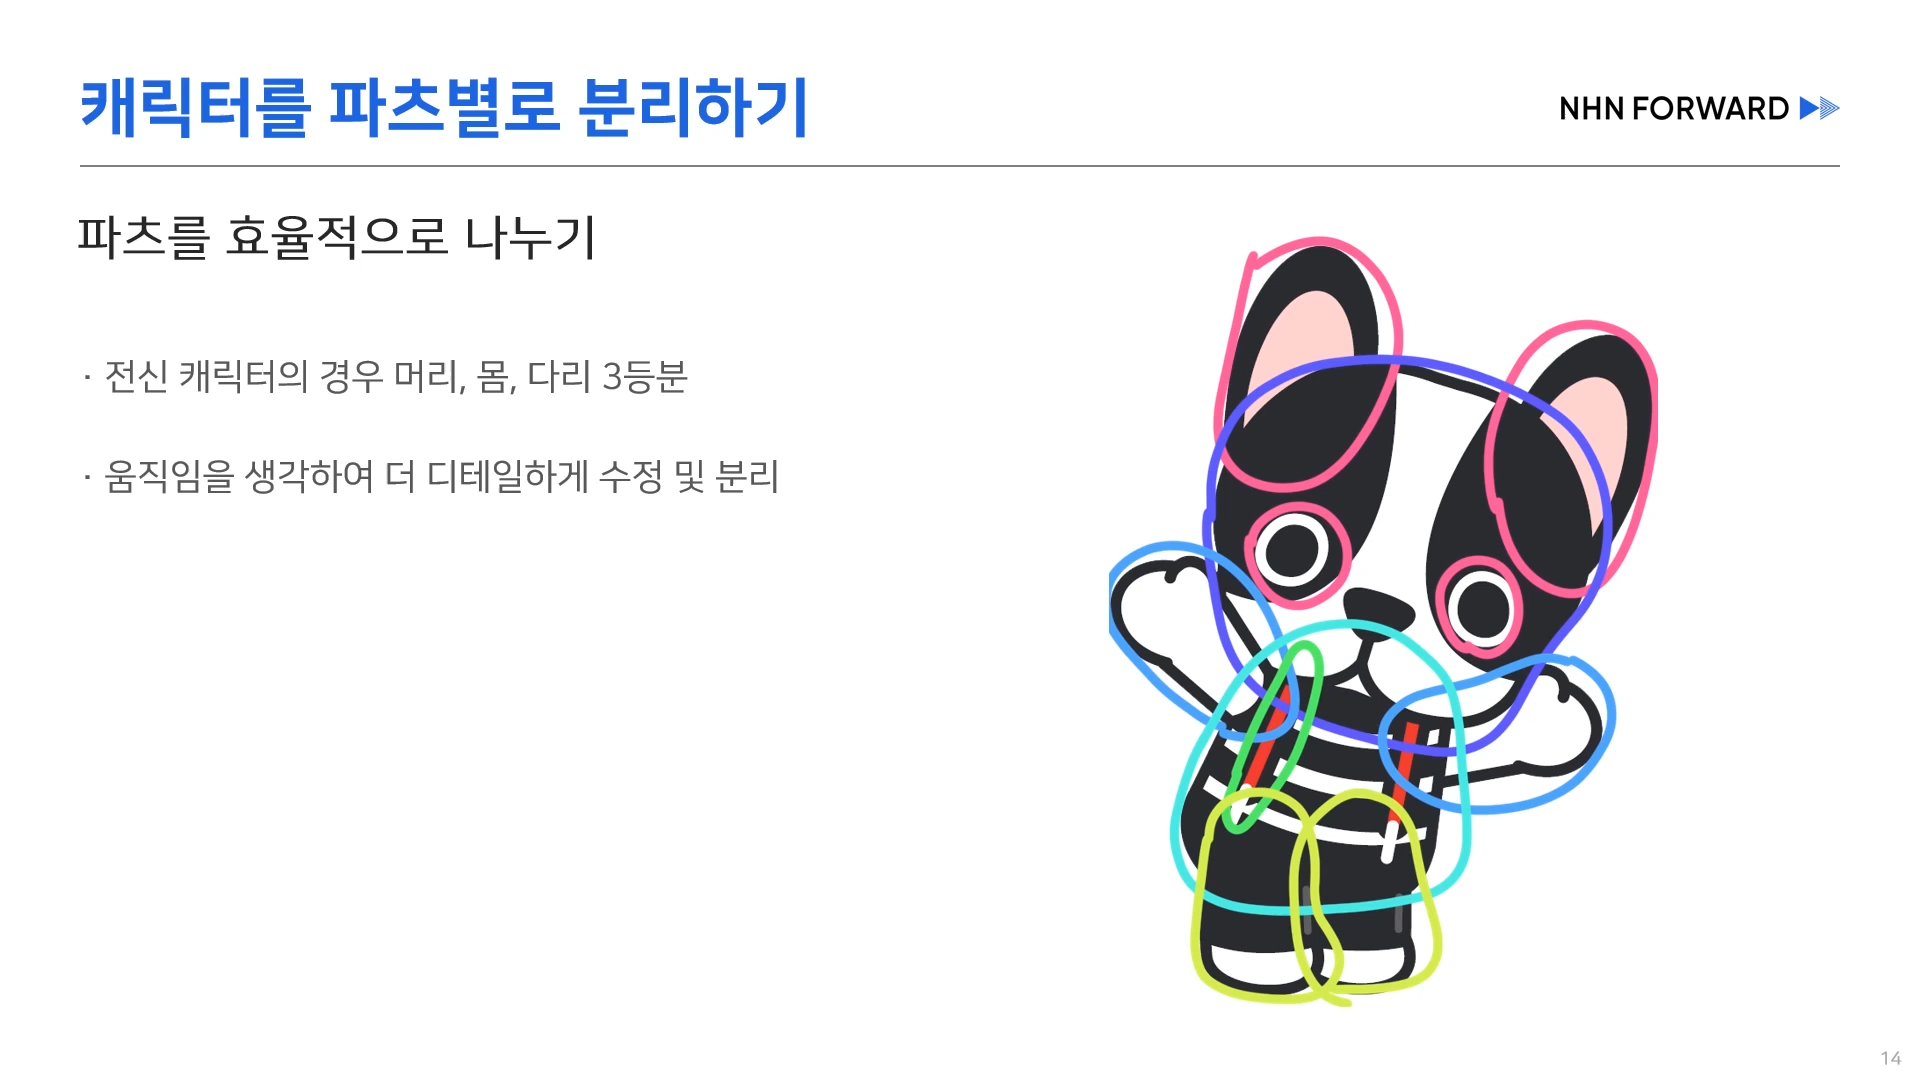 캐릭터를 파츠별로 분리하기
NHN FORWARD
파츠를 효율적으로 나누기
· 전신 캐릭터의 경우 머리, 몸, 다리 3등분
· 움직임을 생각하여 더 디테일하게 수정 및 분리
14